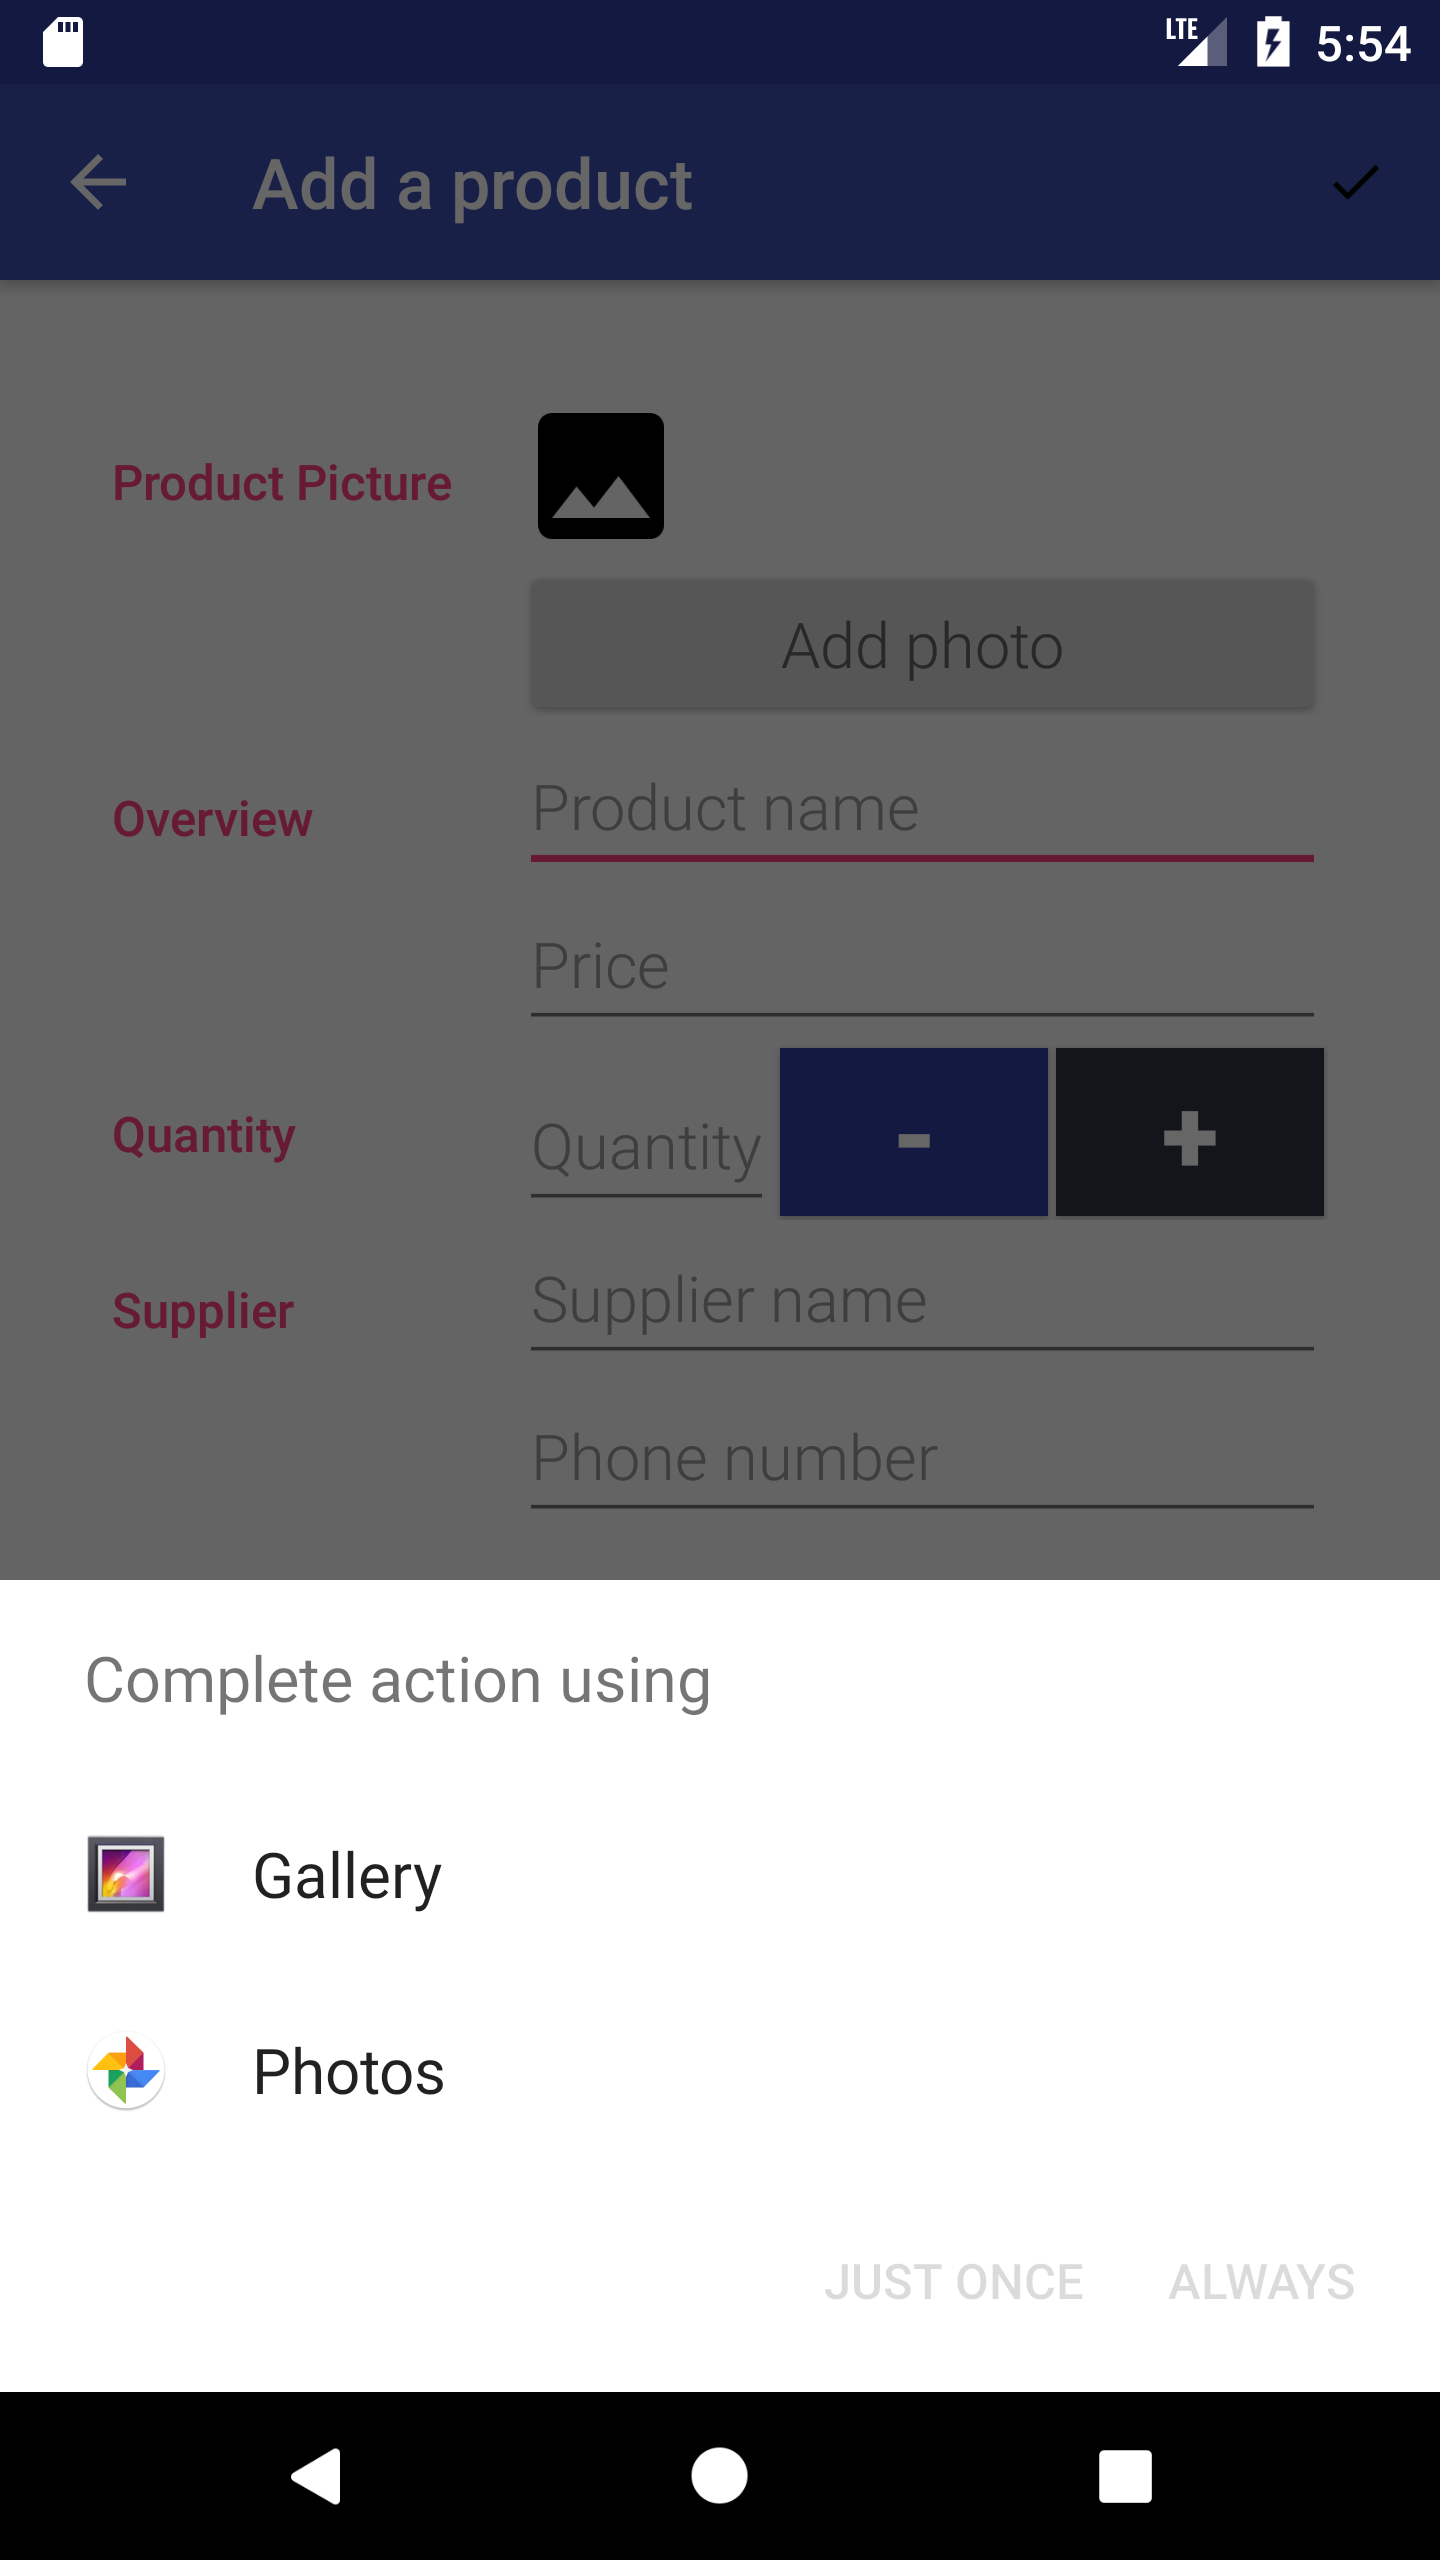 LTE 5:54
Add a product
Product Picture
Add photo
Overview Product name
Price
Quantity Quantity - +
Supplier Supplier name
Phone number
Complete action using
Gallery
Photos
JUST ONCE ALWAYS